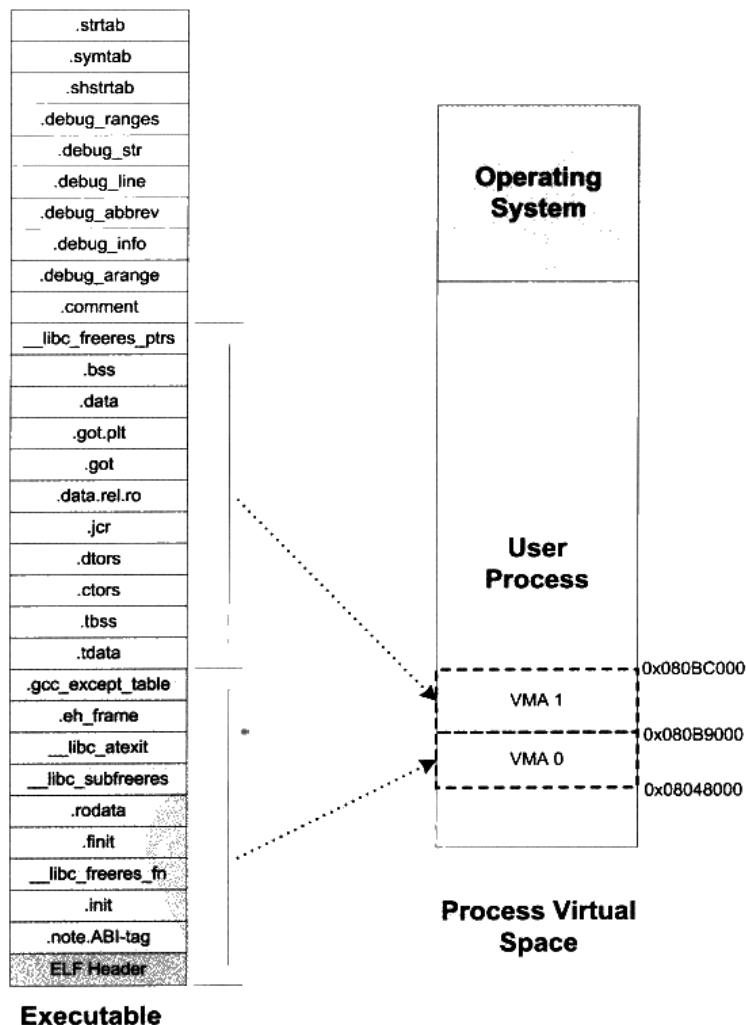 .strtab
.symtab
.shstrtab
.debug_ranges
.debug_str
.debug_line
.debug_abbrev
.debug_info
.debug_arange
.comment
__libc_freeres_ptrs
.bss
.data
.got.plt
.got
.data.rel.ro
.jcr
.dtors
.ctors
.tbss
.tdata
.gcc_except_table
.eh_frame
__libc_atexit
__libc_subfreeres
.rodata
.finit
__libc_freeres_fn
.init
.note.ABI-tag
ELF Header
Executable
Operating
System
User
Process
0x080BC000
VMA 1
0x080B9000
VMA 0
0x08048000
Process Virtual
Space